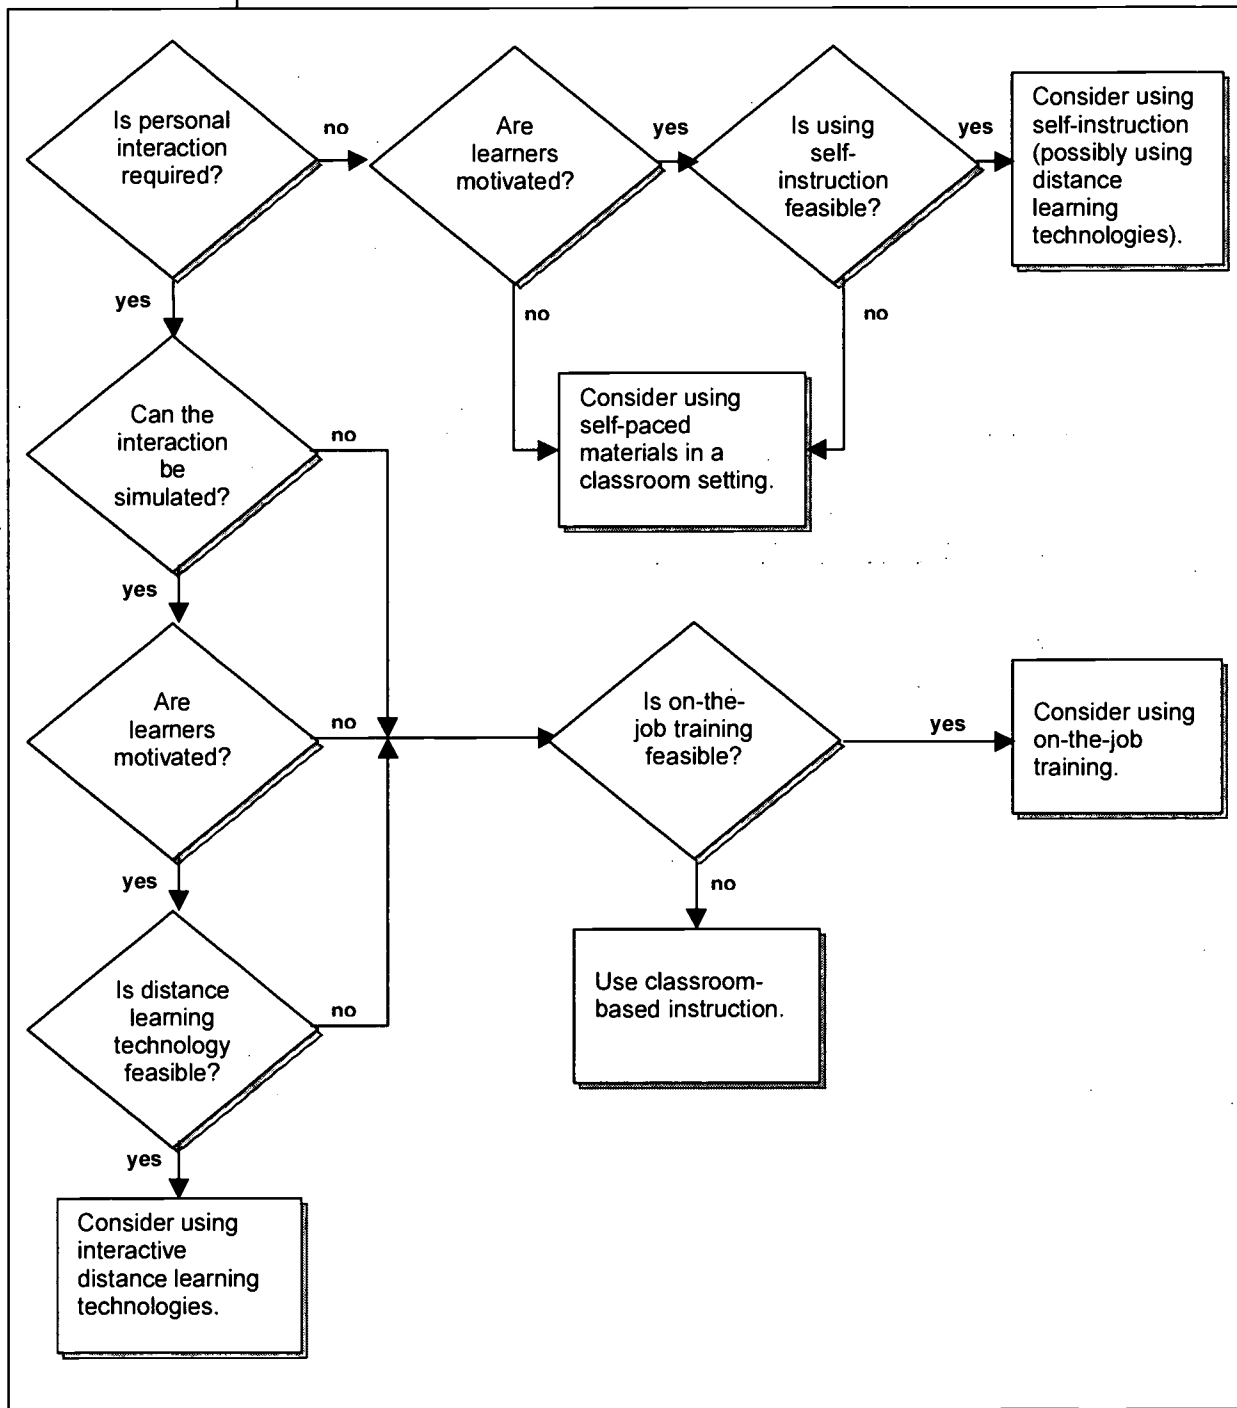 Is personal
interaction
required?
no
Are
learners
motivated?
yes
Is using
self-
instruction
feasible?
yes
Consider using
self-instruction
(possibly using
distance
learning
technologies).
yes
no
no
Consider using
self-paced
materials in a
classroom setting.
Can the
interaction
be
simulated?
no
yes
Are
learners
motivated?
no
Is on-the-
job training
feasible?
yes
Consider using
on-the-job
training.
yes
no
Use classroom-
based instruction.
Is distance
learning
technology
feasible?
no
yes
Consider using
interactive
distance learning
technologies.